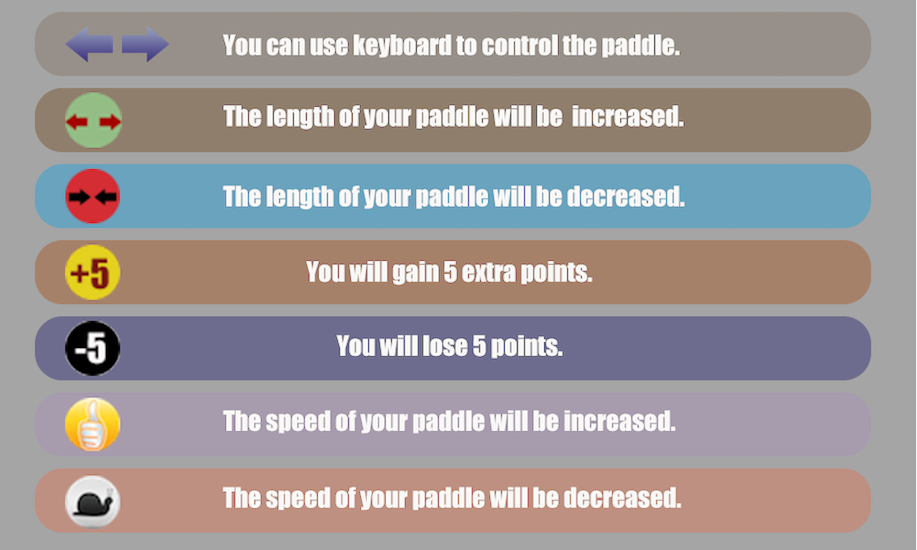 You can use keyboard to control the paddle.
The length of your paddle will be increased.
The length of your paddle will be decreased.
+5 You will gain 5 extra points.
-5 You will lose 5 points.
The speed of your paddle will be increased.
The speed of your paddle will be decreased.